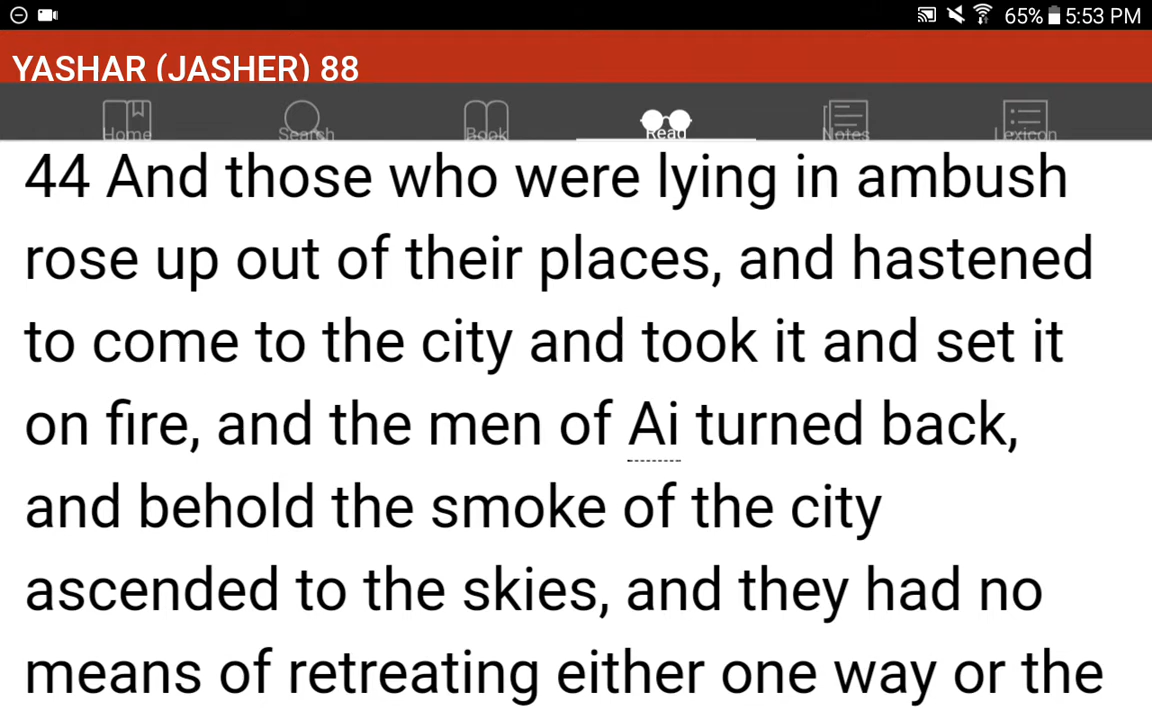 65% 5:53 PM
YASHAR (JASHER) 88
Home Search Book Read Notes Lexicon
44 And those who were lying in ambush
rose up out of their places, and hastened
to come to the city and took it and set it
on fire, and the men of Ai turned back,
and behold the smoke of the city
ascended to the skies, and they had no
means of retreating either one way or the